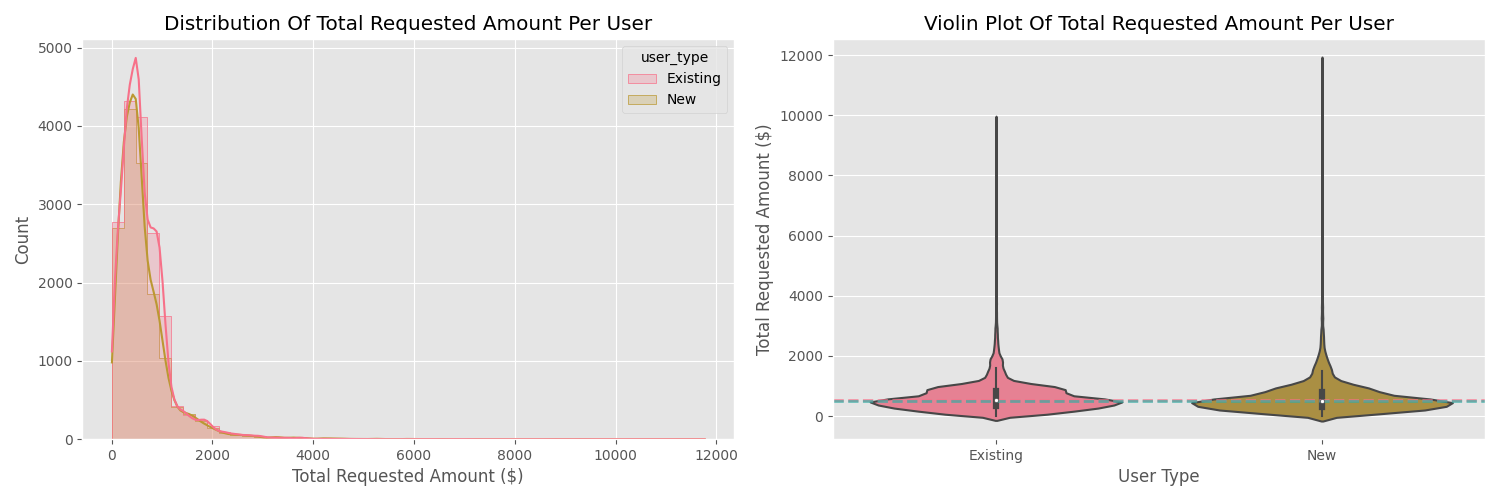 Distribution Of Total Requested Amount Per User
5000
4000
3000
2000
1000
0
Count
0 2000 4000 6000 8000 10000 12000
Total Requested Amount ($)
user_type
Existing
New
Violin Plot Of Total Requested Amount Per User
12000
10000
8000
6000
4000
2000
0
Total Requested Amount ($)
Existing New
User Type